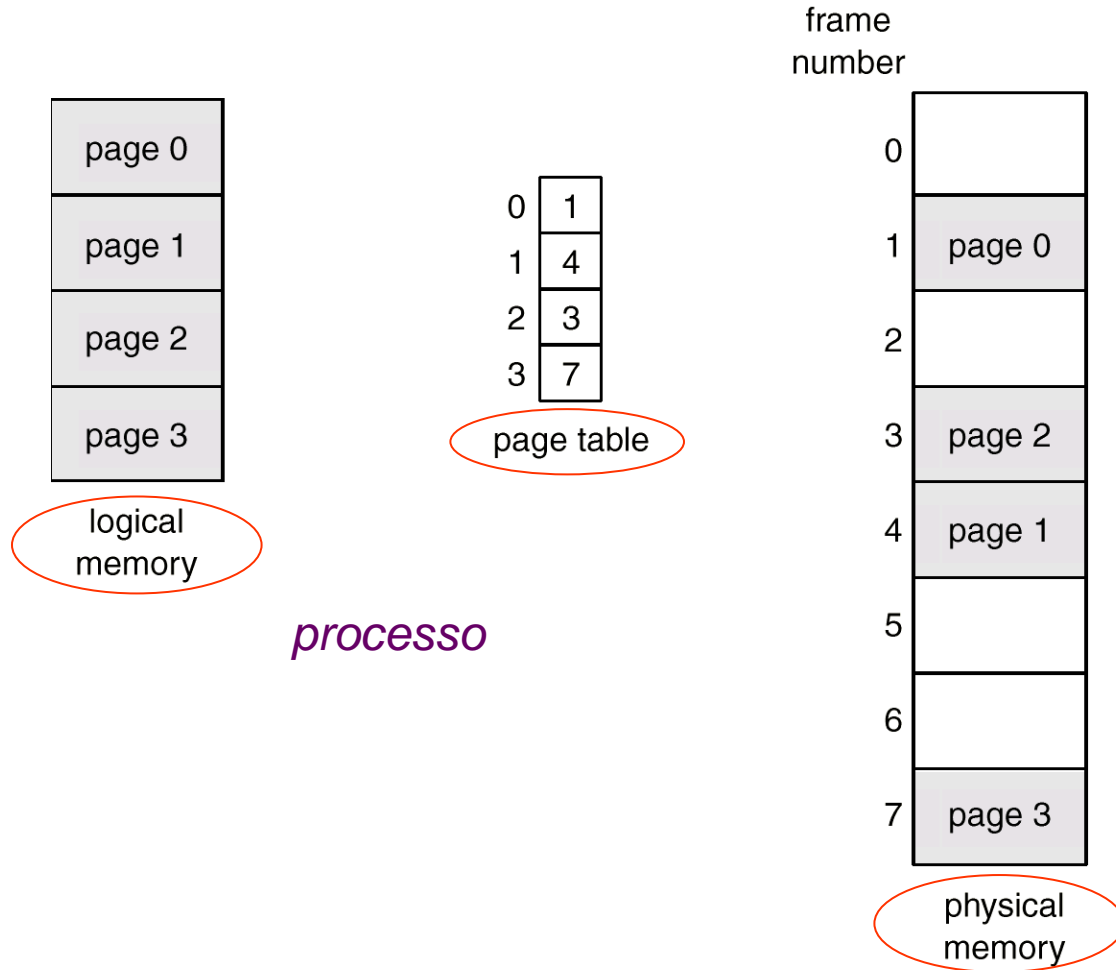 frame
number
page 0
page 1
page 2
page 3
logical
memory
0 1
1 4
2 3
3 7
page table
processo
0
1 page 0
2
3 page 2
4 page 1
5
6
7 page 3
physical
memory